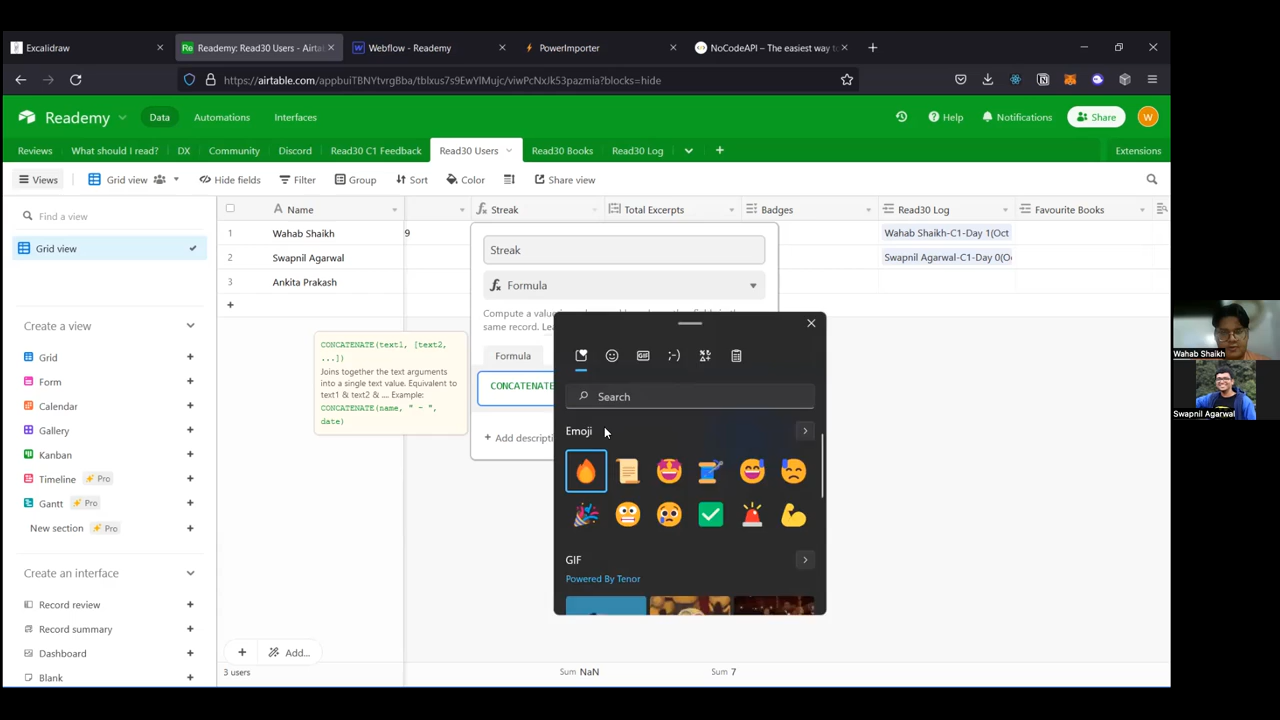 Excalidraw
Reademy: Read30 Users - Airtal
Webflow - Reademy
PowerImporter
NoCodeAPI – The easiest way to
https://airtable.com/appbuiTBNYtvrgBba/tblxus7s9EwYlMujc/viwPcNxJk53pazmia?blocks=hide
Reademy
Data
Automations
Interfaces
Help
Notifications
Share
W
Reviews
What should I read?
DX
Community
Discord
Read30 C1 Feedback
Read30 Users
Read30 Books
Read30 Log
Extensions
Views
Grid view
Hide fields
Filter
Group
Sort
Color
Share view
Find a view
Grid view
Create a view
Grid
Form
Calendar
Gallery
Kanban
Timeline Pro
Gantt Pro
New section Pro
Create an interface
Record review
Record summary
Dashboard
Blank
Name
Streak
Total Excerpts
Badges
Read30 Log
Favourite Books
1 Wahab Shaikh 9 Wahab Shaikh-C1-Day 1(Oct
2 Swapnil Agarwal Swapnil Agarwal-C1-Day 0(O
3 Ankita Prakash
Streak
Formula
Compute a value
same record. Lea
Formula
CONCATENATE
Add descripti
CONCATENATE(text1, [text2,
...])
Joins together the text arguments
into a single text value. Equivalent to
text1 & text2 & .... Example:
CONCATENATE(name, " - ",
date)
Search
Emoji
GIF
Powered By Tenor
Add...
3 users
Sum NaN
Sum 7
Wahab Shaikh
Swapnil Agarwal